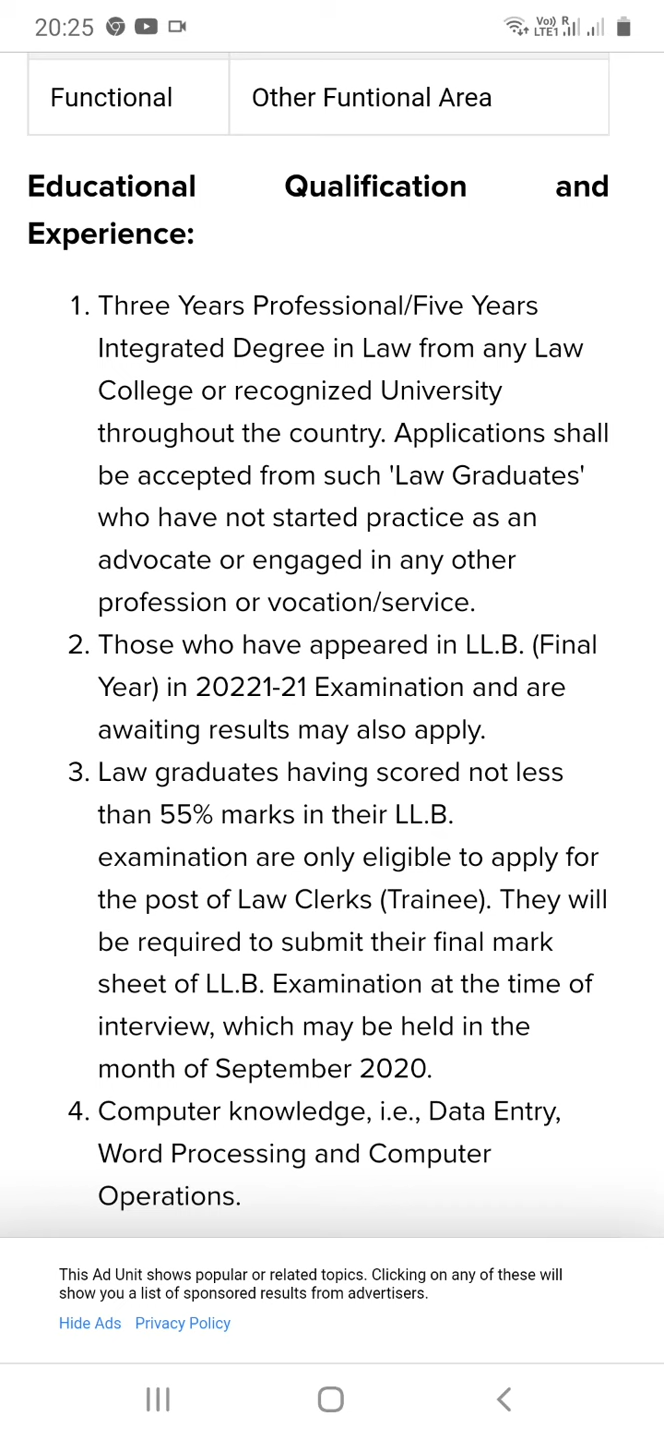 20:25 Vo)) R LTE1
Functional Other Funtional Area
Educational Qualification and
Experience:
1. Three Years Professional/Five Years
Integrated Degree in Law from any Law
College or recognized University
throughout the country. Applications shall
be accepted from such 'Law Graduates'
who have not started practice as an
advocate or engaged in any other
profession or vocation/service.
2. Those who have appeared in LL.B. (Final
Year) in 20221-21 Examination and are
awaiting results may also apply.
3. Law graduates having scored not less
than 55% marks in their LL.B.
examination are only eligible to apply for
the post of Law Clerks (Trainee). They will
be required to submit their final mark
sheet of LL.B. Examination at the time of
interview, which may be held in the
month of September 2020.
4. Computer knowledge, i.e., Data Entry,
Word Processing and Computer
Operations.
This Ad Unit shows popular or related topics. Clicking on any of these will
show you a list of sponsored results from advertisers.
Hide Ads Privacy Policy